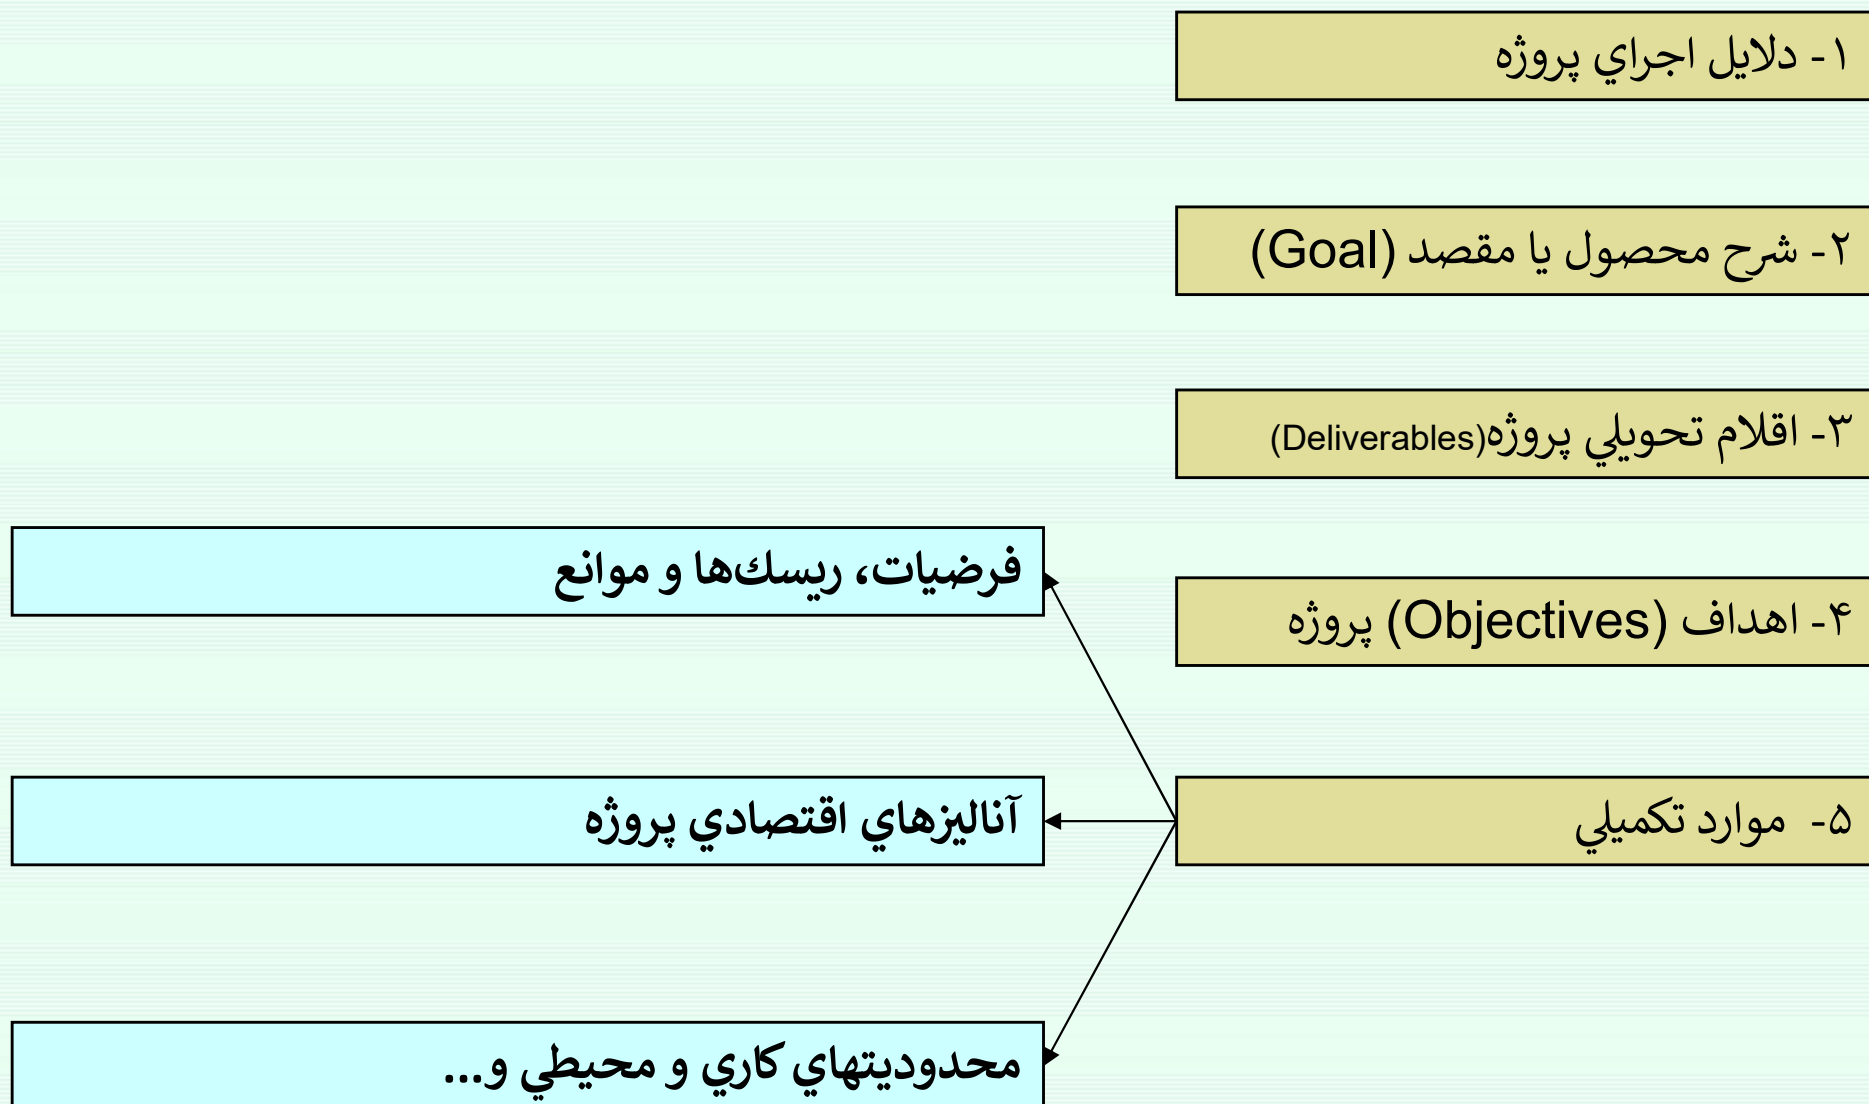 ۱- دلايل اجراي پروژه
۲- شرح محصول يا مقصد (Goal)
۳- اقلام تحويلي پروژه(Deliverables)
۴- اهداف (Objectives) پروژه
۵- موارد تكميلي
فرضيات، ريسك‌ها و موانع
آناليزهاي اقتصادي پروژه
محدوديتهاي كاري و محيطي و...